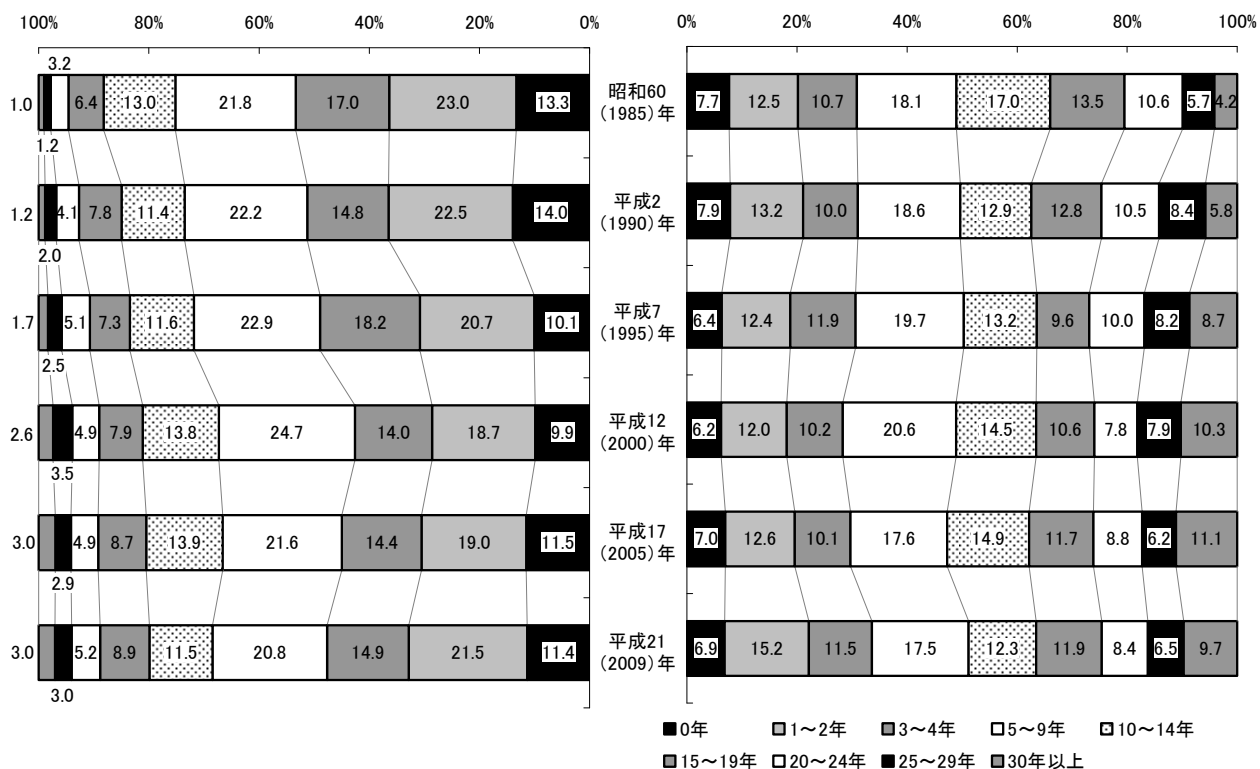 100% 80% 60% 40% 20% 0% 0% 20% 40% 60% 80% 100%
3.2
1.0 6.4 13.0 21.8 17.0 23.0 13.3 昭和60 7.7 12.5 10.7 18.1 17.0 13.5 10.6 5.7 4.2
(1985)年
1.2
1.2 4.1 7.8 11.4 22.2 14.8 22.5 14.0 平成2 7.9 13.2 10.0 18.6 12.9 12.8 10.5 8.4 5.8
(1990)年
2.0
1.7 5.1 7.3 11.6 22.9 18.2 20.7 10.1 平成7 6.4 12.4 11.9 19.7 13.2 9.6 10.0 8.2 8.7
(1995)年
2.5
2.6 4.9 7.9 13.8 24.7 14.0 18.7 9.9 平成12 6.2 12.0 10.2 20.6 14.5 10.6 7.8 7.9 10.3
(2000)年
3.5
3.0 4.9 8.7 13.9 21.6 14.4 19.0 11.5 平成17 7.0 12.6 10.1 17.6 14.9 11.7 8.8 6.2 11.1
(2005)年
2.9
3.0 5.2 8.9 11.5 20.8 14.9 21.5 11.4 平成21 6.9 15.2 11.5 17.5 12.3 11.9 8.4 6.5 9.7
(2009)年
3.0
0年 1～2年 3～4年 5～9年 10～14年
15～19年 20～24年 25～29年 30年以上